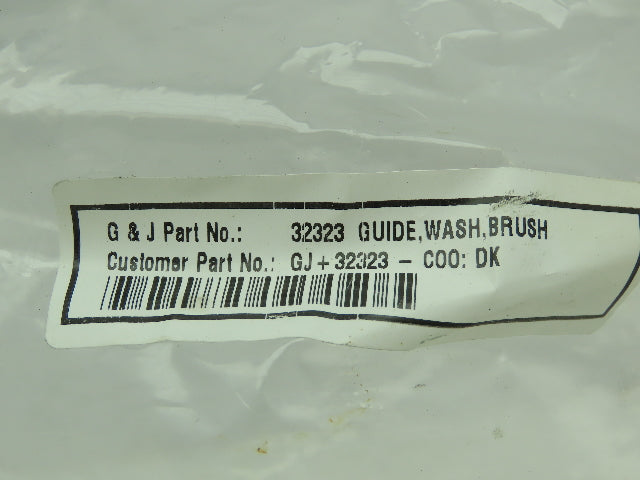 G & J Part No.: 32323 GUIDE,WASH,BRUSH
Customer Part No.: GJ+32323 - COO: DK